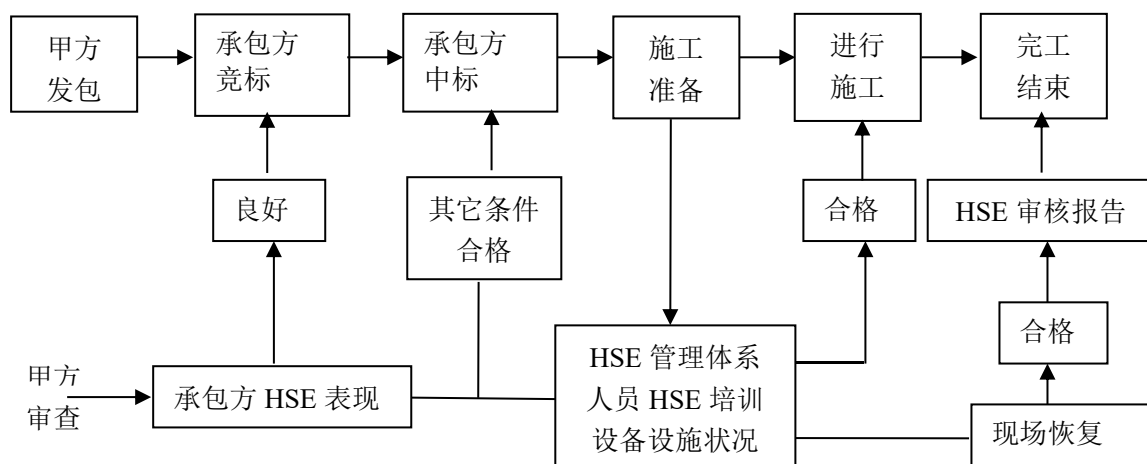 甲方
发包
承包方
竞标
承包方
中标
施工
准备
进行
施工
完工
结束
良好
其它条件
合格
合格
HSE 审核报告
合格
甲方
审查
承包方 HSE 表现
HSE 管理体系
人员 HSE 培训
设备设施状况
现场恢复